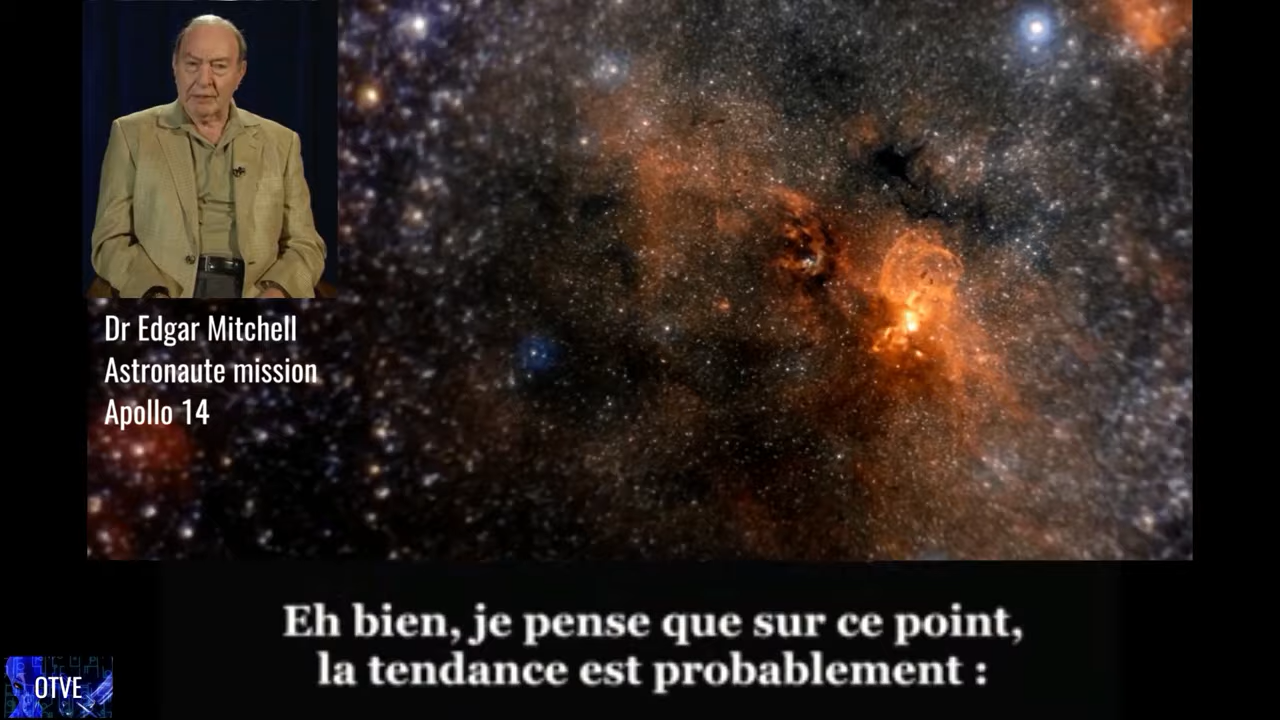 Dr Edgar Mitchell
Astronaute mission
Apollo 14
Eh bien, je pense que sur ce point,
la tendance est probablement :
OTVE